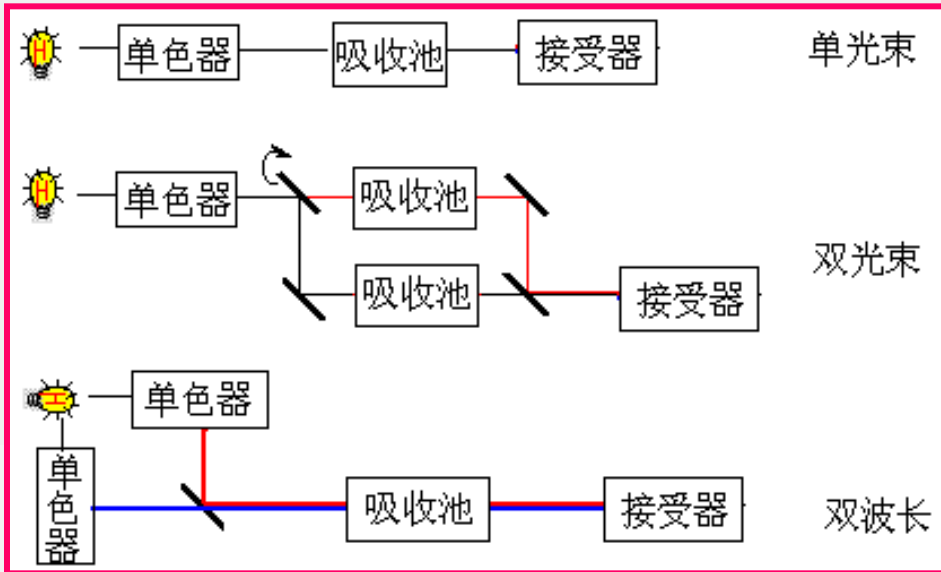 单色器 吸收池 接受器 单光束
单色器 吸收池
吸收池 接受器 双光束
单色器
单色器 吸收池 接受器 双波长